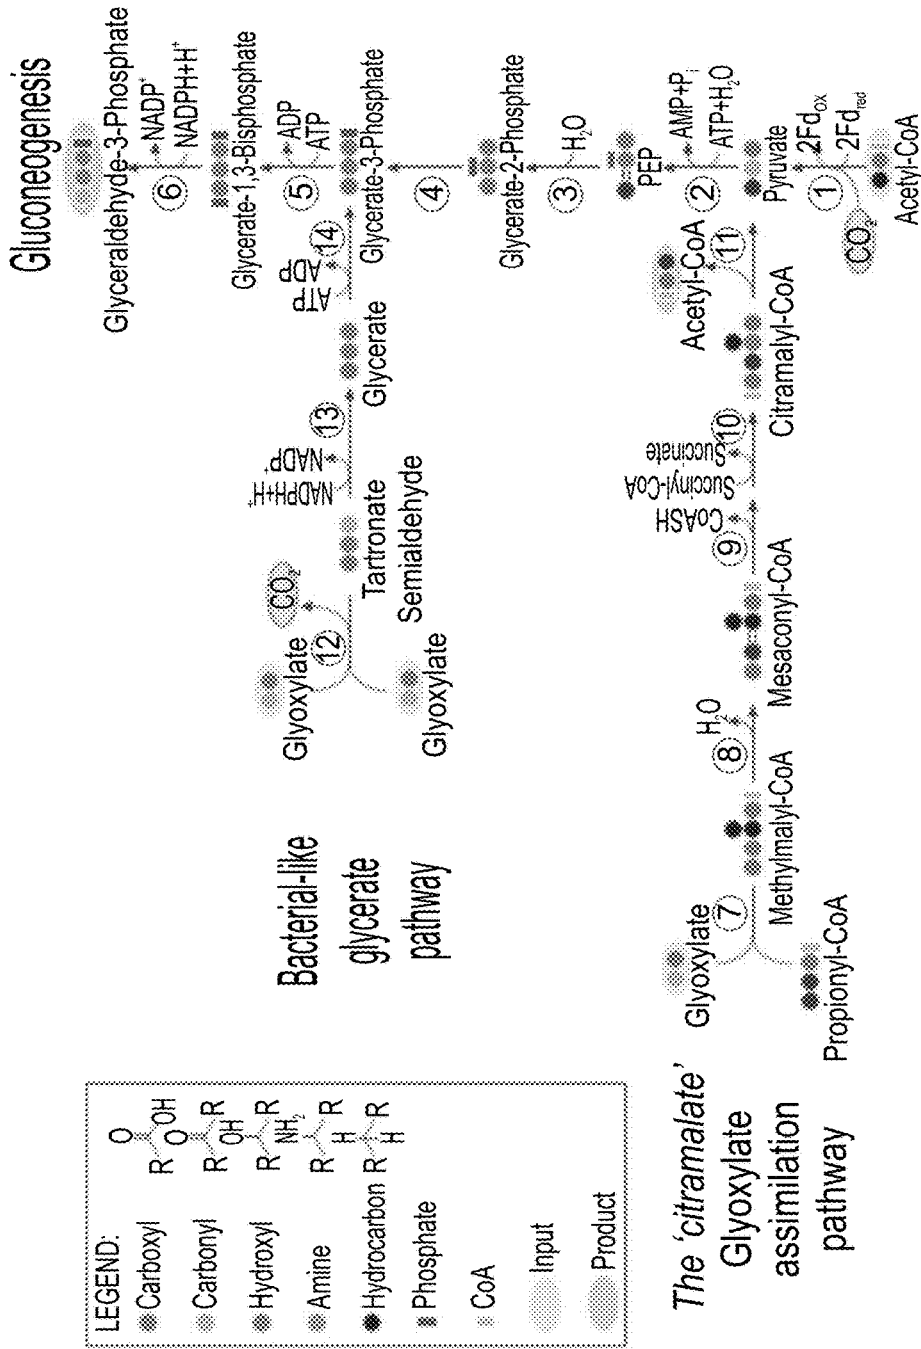 LEGEND:
Carboxyl
R
O
OH
Carbonyl
R
O
R
Hydroxyl
R
OH
R
Amine
R
NH₂
R
Hydrocarbon
R
H
H
R
Phosphate
CoA
Input
Product
Bacterial-like
glycerate
pathway
Glyoxylate
Glyoxylate
12
CO₂
Tartronate
Semialdehyde
NADPH+H⁺
NADP⁺
13
Glycerate
ATP
ADP
14
The 'citramalate'
Glyoxylate
assimilation
pathway
Glyoxylate
Propionyl-CoA
7
Methylmalyl-CoA
8
H₂O
Mesaconyl-CoA
9
CoASH
Succinyl-CoA
Succinate
10
Citramalyl-CoA
11
Acetyl-CoA
Gluconeogenesis
Glyceraldehyde-3-Phosphate
6
NADP⁺
NADPH+H⁺
Glycerate-1,3-Bisphosphate
5
ADP
ATP
Glycerate-3-Phosphate
4
Glycerate-2-Phosphate
3
H₂O
PEP
2
AMP+Pᵢ
ATP+H₂O
Pyruvate
1
2Fdₒₓ
2Fd_red
CO₂
Acetyl-CoA